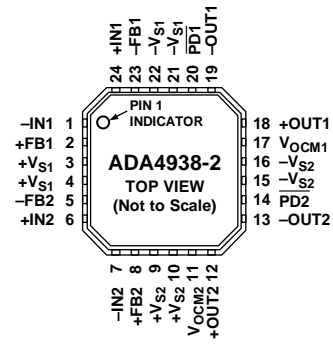 +IN1
–FB1
–VS1
–VS1
PD1
–OUT1
24
23
22
21
20
19
–IN1 1
+FB1 2
+VS1 3
+VS1 4
–FB2 5
+IN2 6
PIN 1
INDICATOR
ADA4938-2
TOP VIEW
(Not to Scale)
18 +OUT1
17 VOCM1
16 –VS2
15 –VS2
14 PD2
13 –OUT2
7
8
9
10
11
12
–IN2
+FB2
+VS2
+VS2
VOCM2
+OUT2